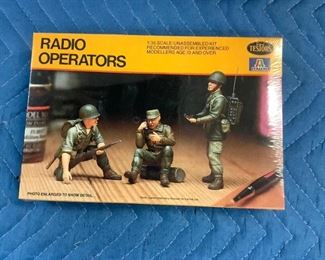 RADIO
OPERATORS
1:35 SCALE UNASSEMBLED KIT
RECOMMENDED FOR EXPERIENCED
MODELLERS AGE 10 AND OVER
TESTORS
ITALERI
PHOTO ENLARGED TO SHOW DETAIL